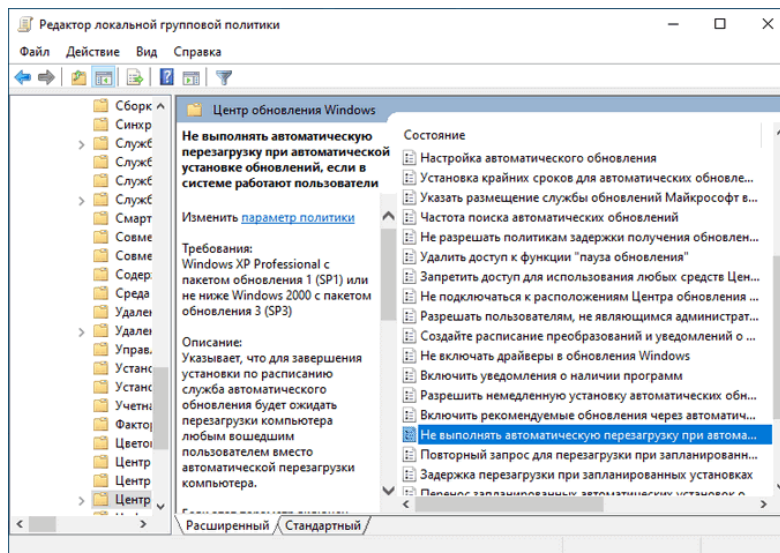 Редактор локальной групповой политики
Файл Действие Вид Справка
Сборк
Синхр
Служб
Служб
Служб
Служб
Смарт
Совме
Совме
Содер
Среда
Удален
Удален
Управ.
Устано
Устано
Учетна
Фактор
Цветов
Центр
Центр
Центр
Центр обновления Windows
Не выполнять автоматическую
перезагрузку при автоматической
установке обновлений, если в
системе работают пользователи
Изменить параметр политики
Требования:
Windows XP Professional с
пакетом обновления 1 (SP1) или
не ниже Windows 2000 с пакетом
обновления 3 (SP3)
Описание:
Указывает, что для завершения
установки по расписанию
служба автоматического
обновления будет ожидать
перезагрузки компьютера
любым вошедшим
пользователем вместо
автоматической перезагрузки
компьютера.
Состояние
Настройка автоматического обновления
Установка крайних сроков для автоматических обновле...
Указать размещение службы обновлений Майкрософт в...
Частота поиска автоматических обновлений
Не разрешать политикам задержки получения обновлен...
Удалить доступ к функции "пауза обновления"
Запретить доступ для использования любых средств Цен...
Не подключаться к расположениям Центра обновления ...
Разрешать пользователям, не являющимся администрат...
Создайте расписание преобразований и уведомлений о ...
Не включать драйверы в обновления Windows
Включить уведомления о наличии программ
Разрешить немедленную установку автоматических обн...
Включить рекомендуемые обновления через автоматич...
Не выполнять автоматическую перезагрузку при автома...
Повторный запрос для перезагрузки при запланированн...
Задержка перезагрузки при запланированных установках
Перенос запланированных автоматических установок о...
Расширенный Стандартный